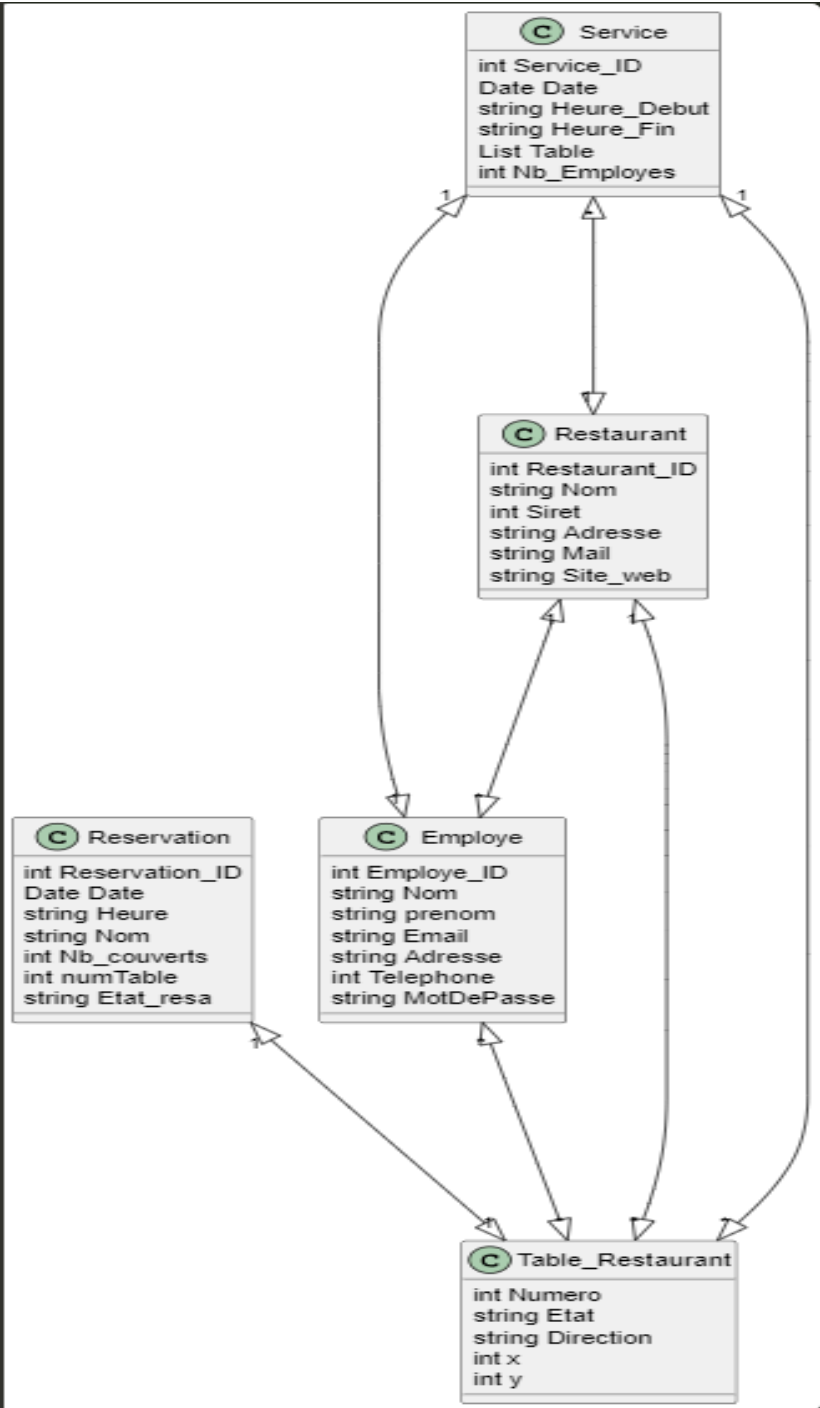 C Service
int Service_ID
Date Date
string Heure_Debut
string Heure_Fin
List Table
int Nb_Employes
1
1
C Restaurant
int Restaurant_ID
string Nom
int Siret
string Adresse
string Mail
string Site_web
C Reservation
int Reservation_ID
Date Date
string Heure
string Nom
int Nb_couverts
int numTable
string Etat_resa
1
C Employe
int Employe_ID
string Nom
string prenom
string Email
string Adresse
int Telephone
string MotDePasse
C Table_Restaurant
int Numero
string Etat
string Direction
int x
int y